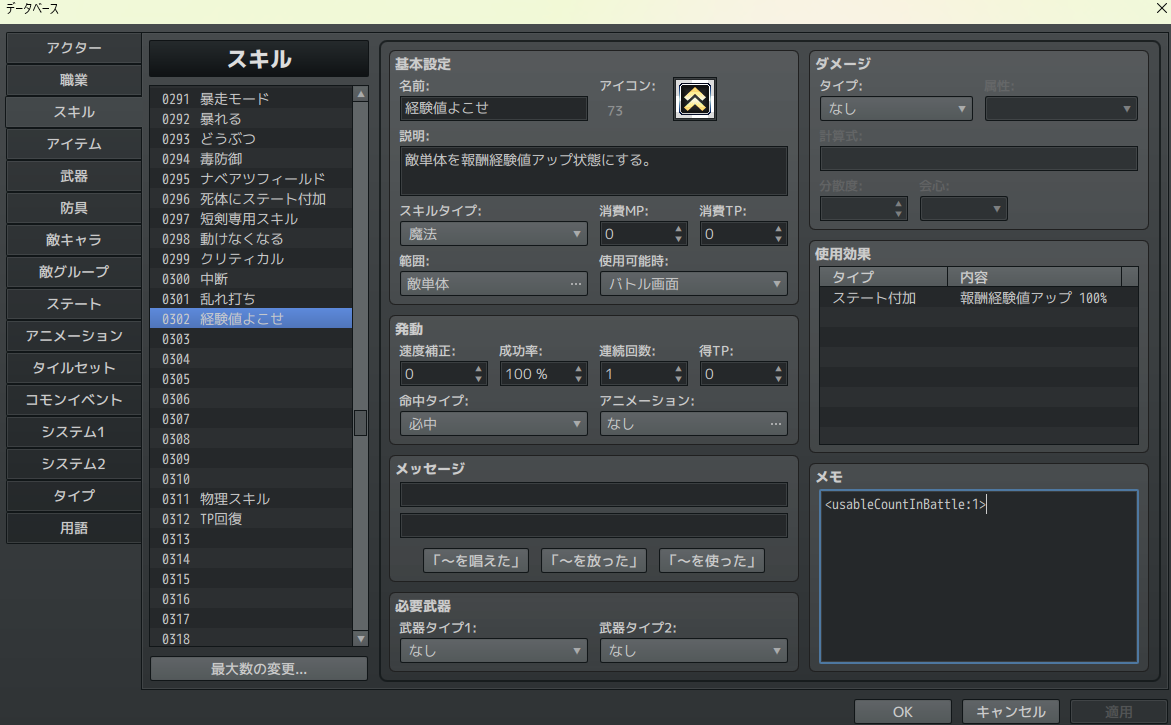 データベース
アクター
職業
スキル
アイテム
武器
防具
敵キャラ
敵グループ
ステート
アニメーション
タイルセット
コモンイベント
システム1
システム2
タイプ
用語
スキル
0291 暴走モード
0292 暴れる
0293 どうぶつ
0294 毒防御
0295 ナベアツフィールド
0296 死体にステート付加
0297 短剣専用スキル
0298 動けなくなる
0299 クリティカル
0300 中断
0301 乱れ打ち
0302 経験値よこせ
0303
0304
0305
0306
0307
0308
0309
0310
0311 物理スキル
0312 TP回復
0313
0314
0315
0316
0317
0318
最大数の変更...
基本設定
名前: アイコン:
経験値よこせ 73
説明:
敵単体を報酬経験値アップ状態にする。
スキルタイプ: 消費MP: 消費TP:
魔法 0 0
範囲: 使用可能時:
敵単体 ... バトル画面
発動
速度補正: 成功率: 連続回数: 得TP:
0 100 % 1 0
命中タイプ: アニメーション:
必中 なし ...
メッセージ
「～を唱えた」 「～を放った」 「～を使った」
必要武器
武器タイプ1: 武器タイプ2:
なし なし
ダメージ
タイプ: 属性:
なし
計算式:
分散度: 会心:
使用効果
タイプ 内容
ステート付加 報酬経験値アップ 100%
メモ
<usableCountInBattle:1>
OK キャンセル 適用